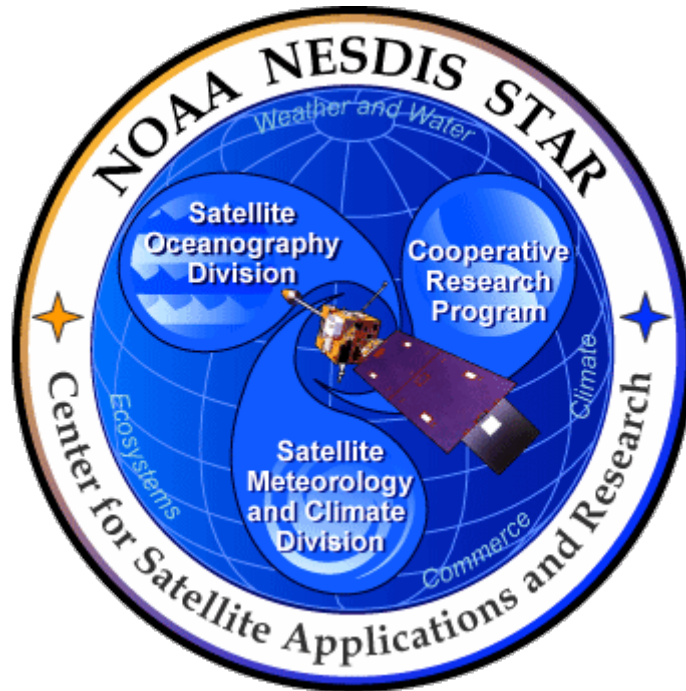 NOAA NESDIS STAR
Weather and Water
Satellite
Oceanography
Division
Cooperative
Research
Program
Climate
Ecosystems
Satellite
Meteorology
and Climate
Division
Commerce
Center for Satellite Applications and Research